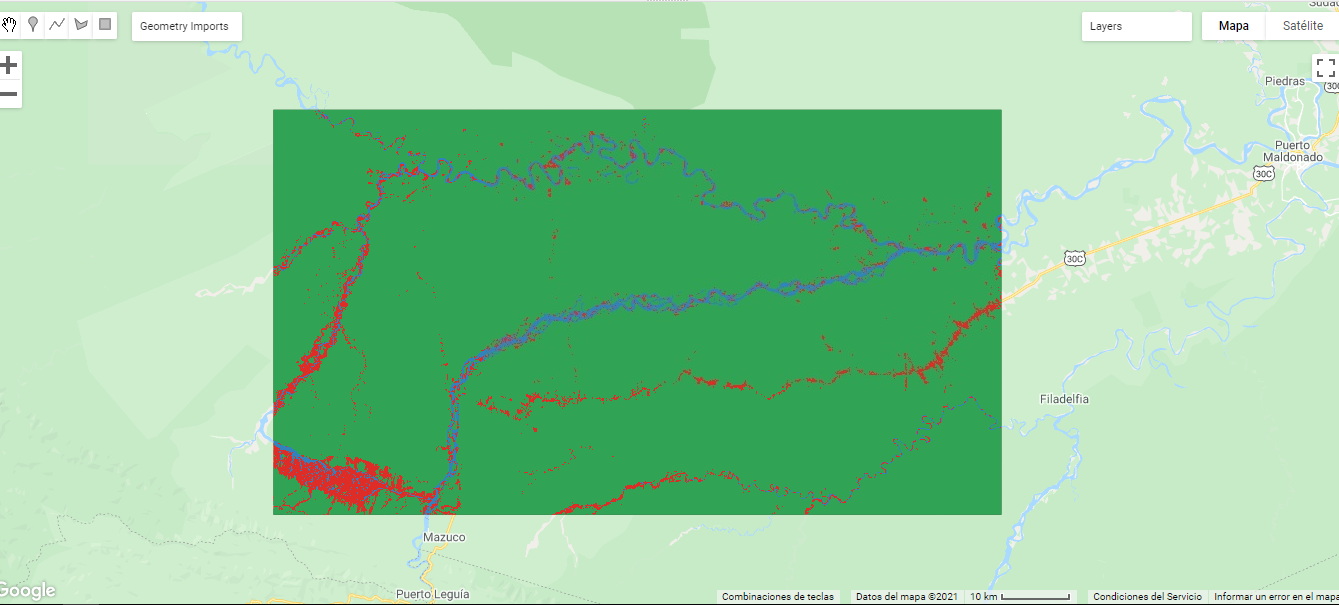 Geometry Imports
Layers
Mapa
Satélite
Piedras
30C
Puerto
Maldonado
30C
30C
Filadelfia
Mazuco
Puerto Leguía
Google
Combinaciones de teclas
Datos del mapa ©2021
10 km
Condiciones del Servicio
Informar un error en el mapa